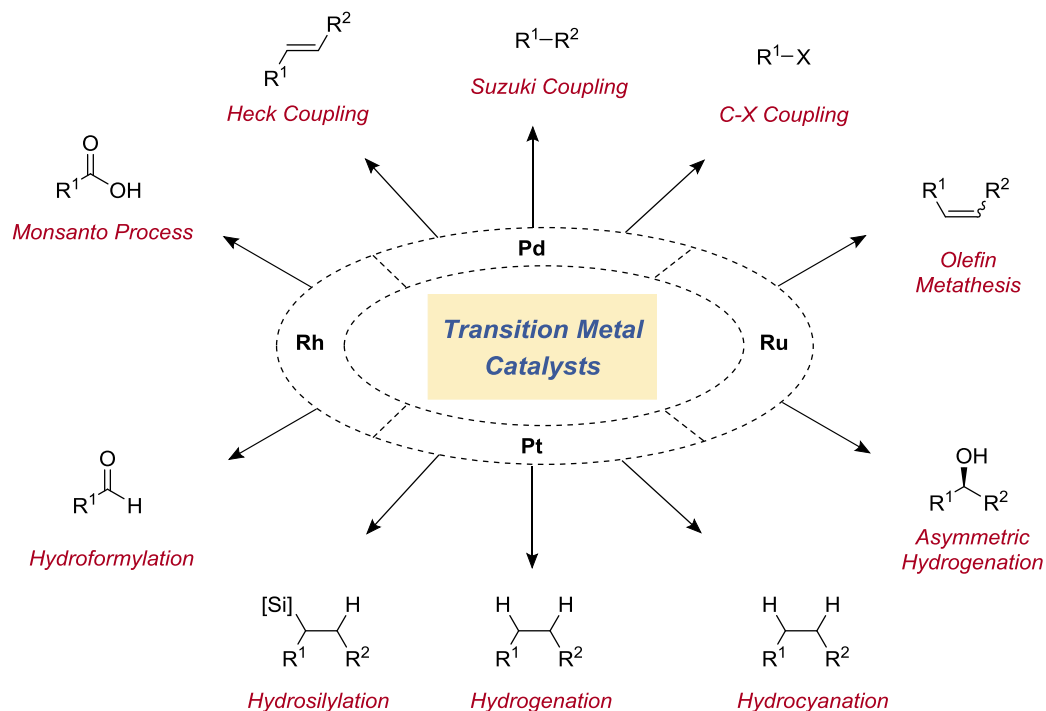 R1
R2
Heck Coupling
R1–R2
Suzuki Coupling
R1–X
C-X Coupling
O
R1
OH
Monsanto Process
R1
R2
Olefin
Metathesis
Pd
Rh
Transition Metal
Catalysts
Ru
Pt
O
R1
H
Hydroformylation
OH
R1
R2
Asymmetric
Hydrogenation
[Si]
H
R1
R2
Hydrosilylation
H
H
R1
R2
Hydrogenation
H
H
R1
R2
Hydrocyanation